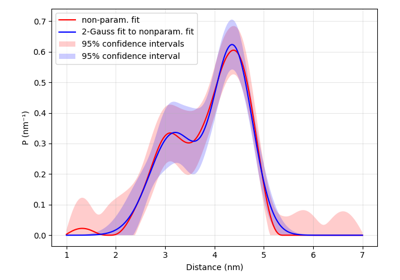 non-param. fit
2-Gauss fit to nonparam. fit
95% confidence intervals
95% confidence interval
P (nm⁻¹)
0.7
0.6
0.5
0.4
0.3
0.2
0.1
0.0
1 2 3 4 5 6 7
Distance (nm)